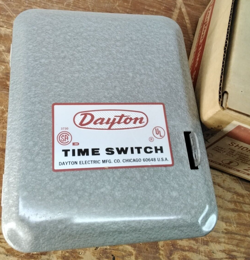 Dayton
TIME SWITCH
DAYTON ELECTRIC MFG. CO. CHICAGO 60648 U.S.A.